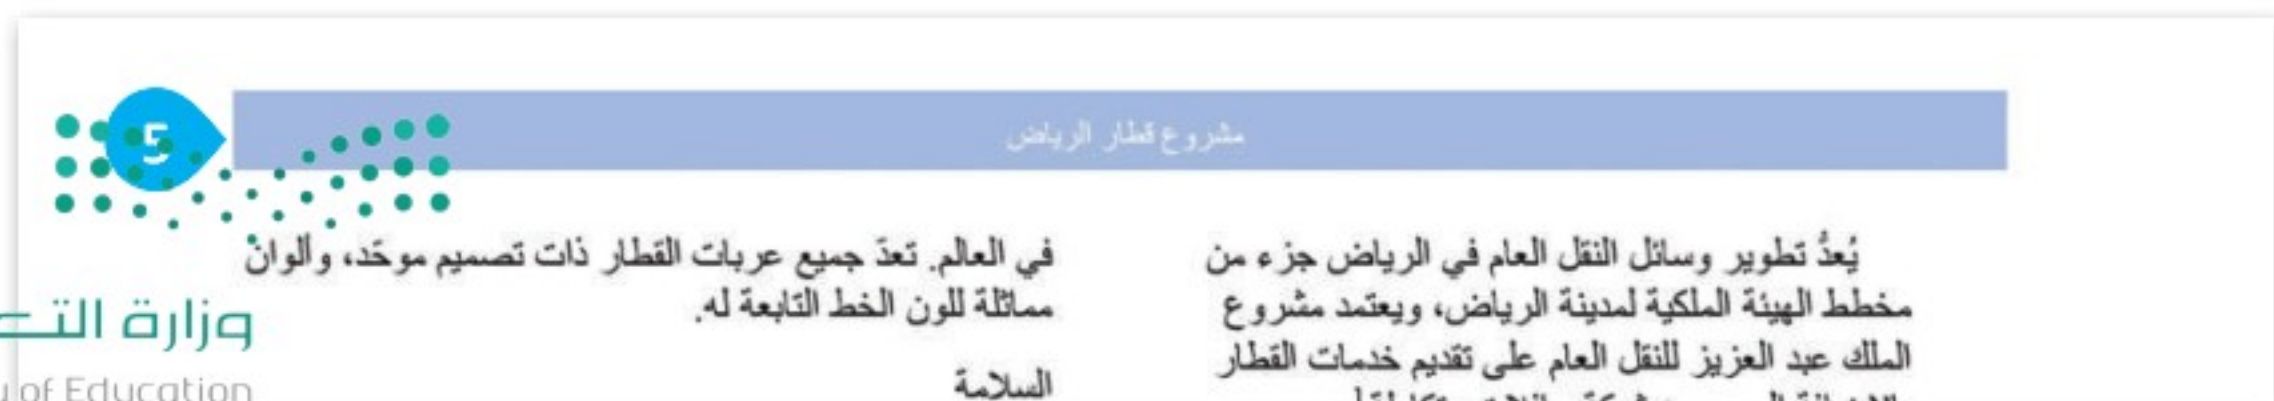 5
مشروع قطار الرياض
يُعدُّ تطوير وسائل النقل العام في الرياض جزء من
مخطط الهيئة الملكية لمدينة الرياض، ويعتمد مشروع
الملك عبد العزيز للنقل العام على تقديم خدمات القطار
في العالم. تعدّ جميع عربات القطار ذات تصميم موحّد، وألوان
مماثلة للون الخط التابعة له.
السلامة
وزارة
of Education